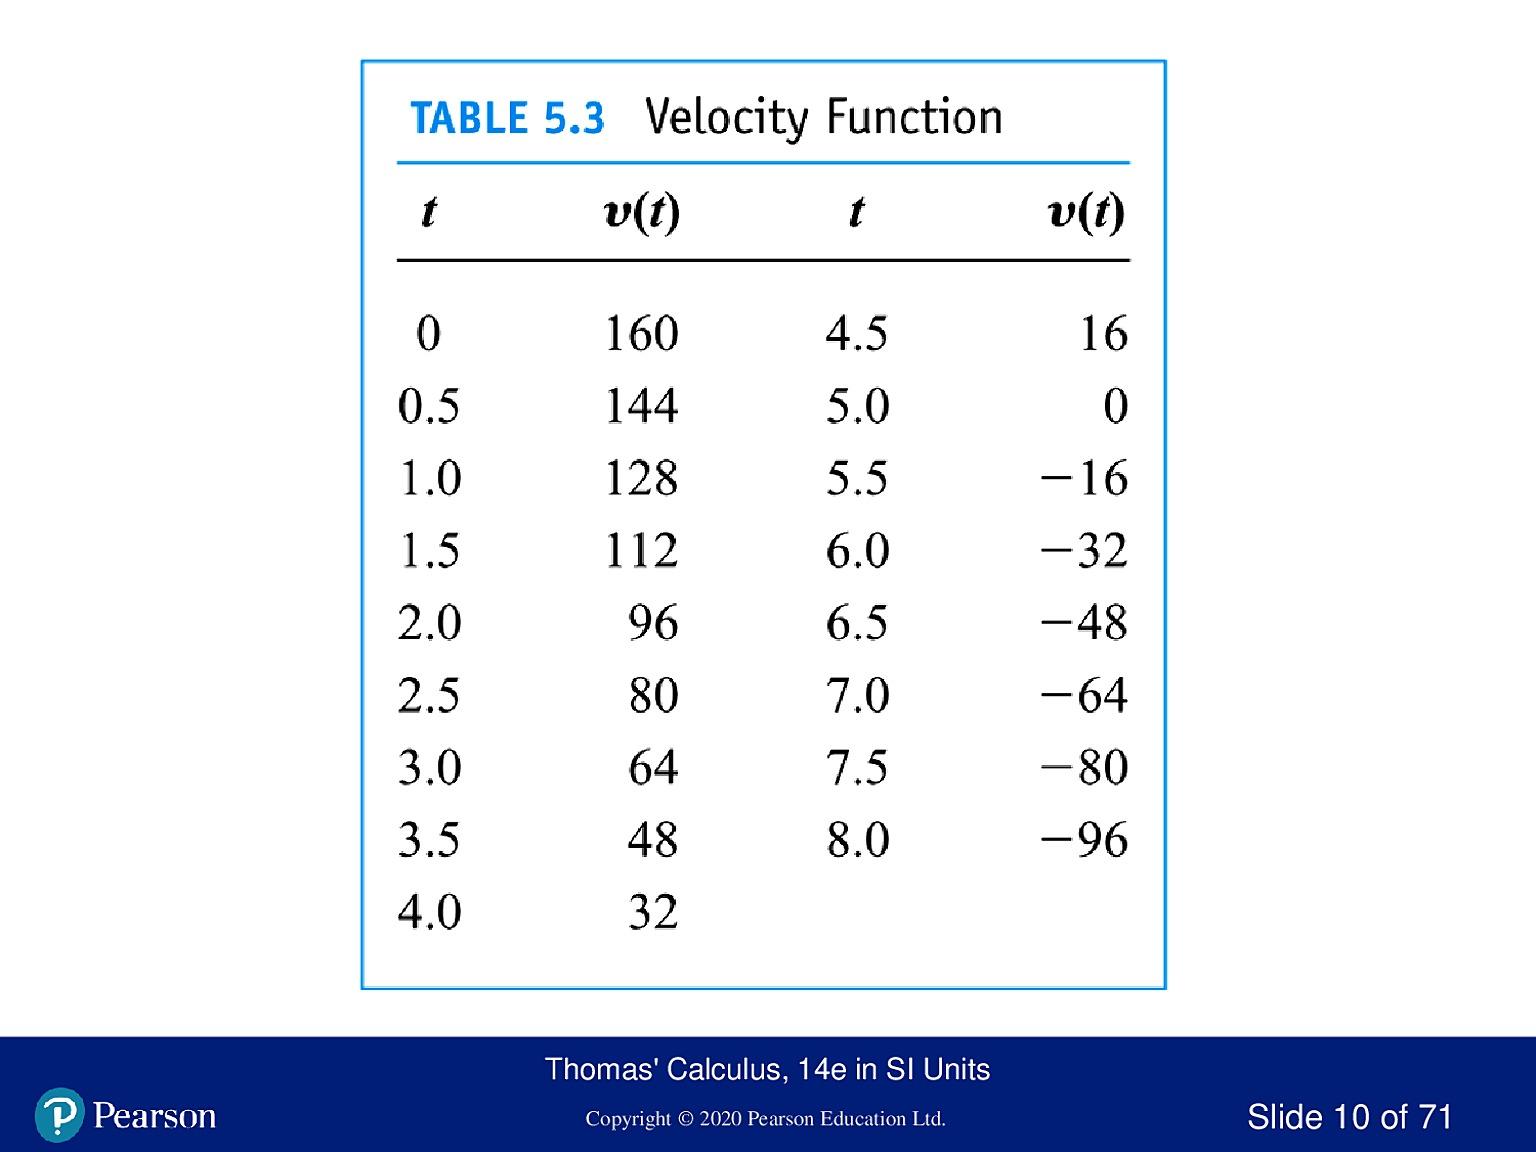 TABLE 5.3 Velocity Function
t v(t) t v(t)
0 160 4.5 16
0.5 144 5.0 0
1.0 128 5.5 −16
1.5 112 6.0 −32
2.0 96 6.5 −48
2.5 80 7.0 −64
3.0 64 7.5 −80
3.5 48 8.0 −96
4.0 32
Thomas' Calculus, 14e in SI Units
P Pearson
Copyright © 2020 Pearson Education Ltd.
Slide 10 of 71